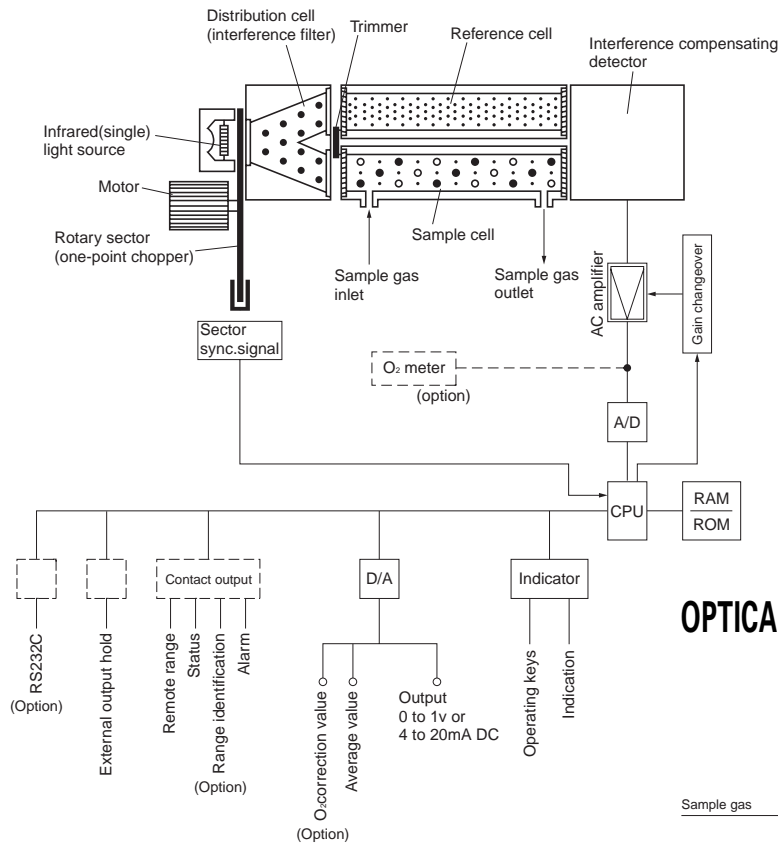 Distribution cell
(interference filter)
Trimmer
Reference cell
Interference compensating
detector
Infrared(single)
light source
Motor
Rotary sector
(one-point chopper)
Sample cell
Sample gas
inlet
Sample gas
outlet
AC amplifier
Gain changeover
Sector
sync.signal
O₂ meter
(option)
A/D
CPU
RAM
ROM
Contact output
D/A
Indicator
RS232C
(Option)
External output hold
Remote range
Status
Range identification
Alarm
(Option)
O₂correction value
Average value
(Option)
Output
0 to 1v or
4 to 20mA DC
Operating keys
Indication
OPTICA
Sample gas